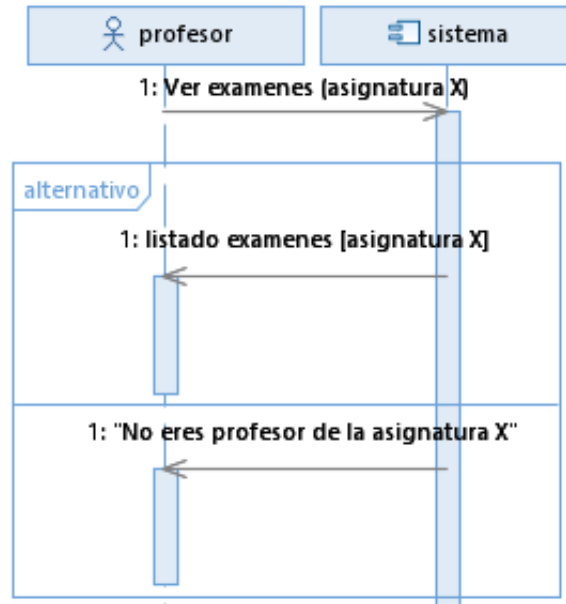 profesor
sistema
1: Ver examenes (asignatura X)
alternativo
1: listado examenes [asignatura X]
1: "No eres profesor de la asignatura X"